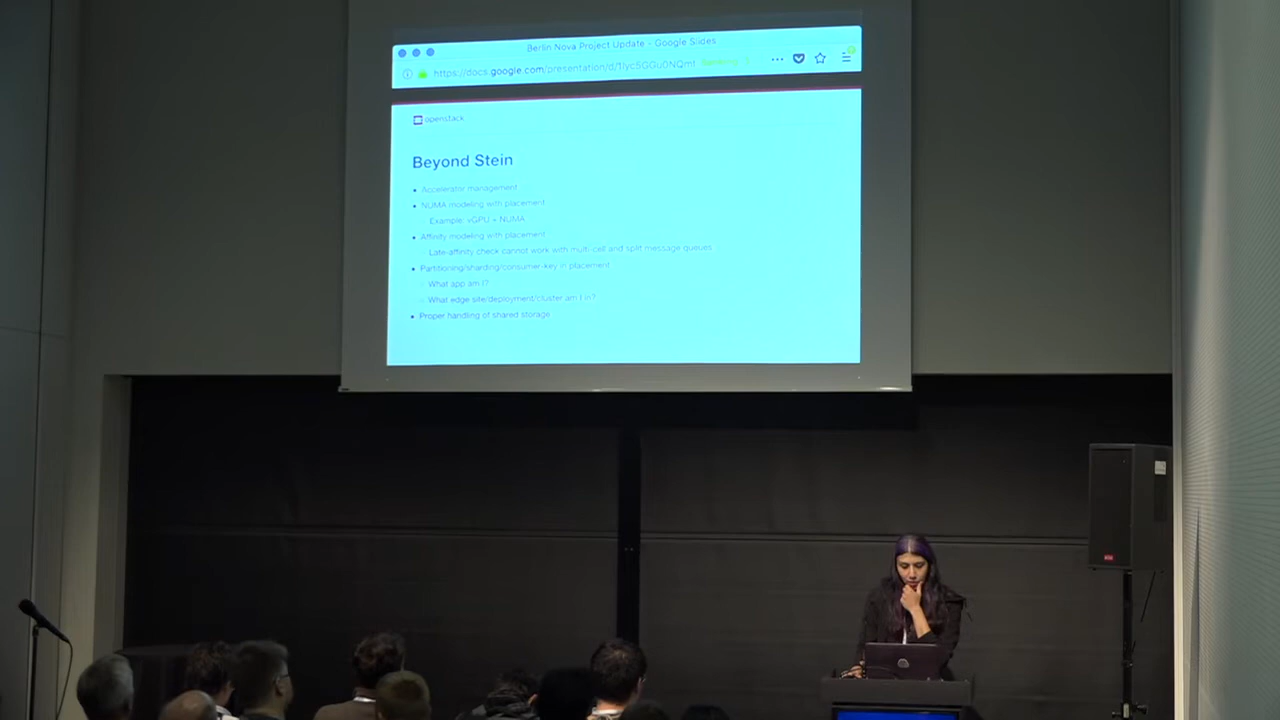 Berlin Nova Project Update - Google Slides
https://docs.google.com/presentation/d/1Iyc5GGu0NQmt
openstack
Beyond Stein
Accelerator management
NUMA modeling with placement
Example: vGPU + NUMA
Affinity modeling with placement
Late-affinity check cannot work with multi-cell and split message queues
Partitioning/sharding/consumer-key in placement
What app am I?
What edge site/deployment/cluster am I in?
Proper handling of shared storage